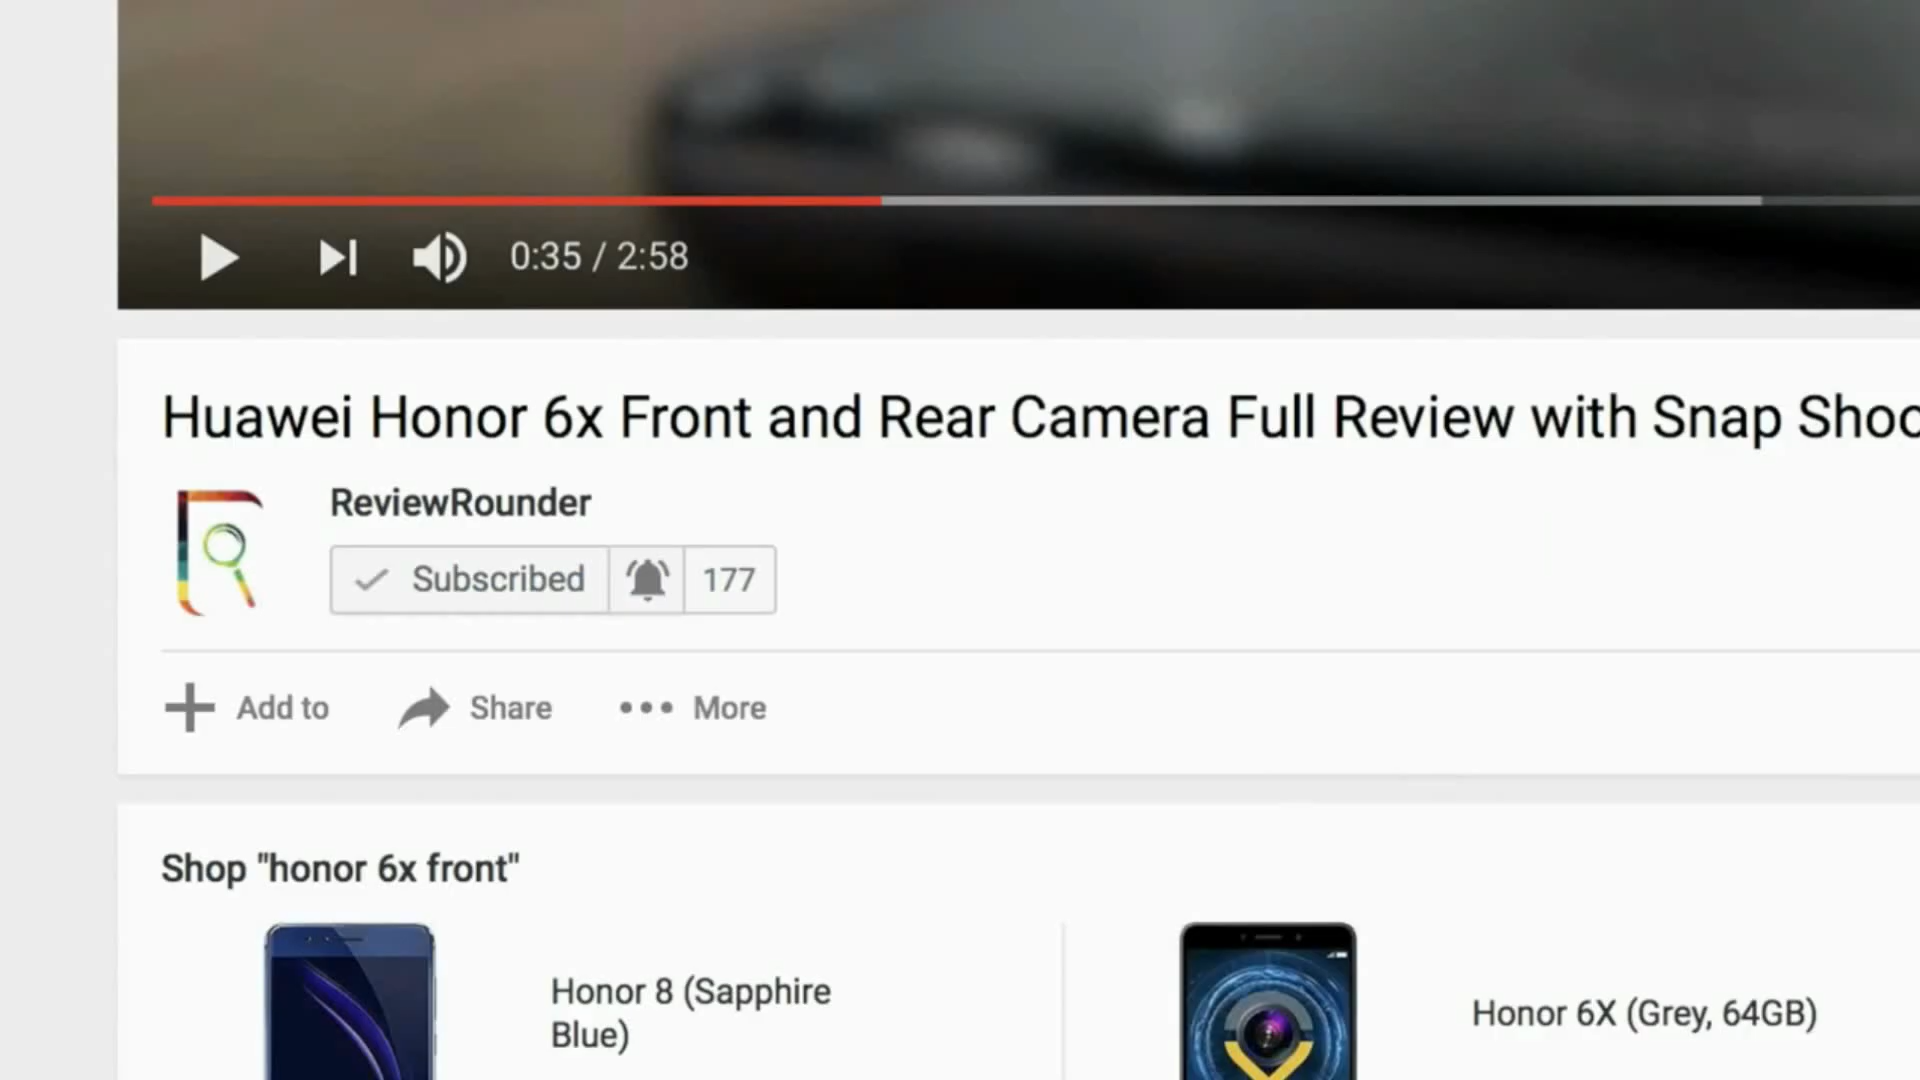 0:35 / 2:58
Huawei Honor 6x Front and Rear Camera Full Review with Snap Shoo
ReviewRounder
Subscribed 177
Add to Share More
Shop "honor 6x front"
Honor 8 (Sapphire
Blue)
Honor 6X (Grey, 64GB)